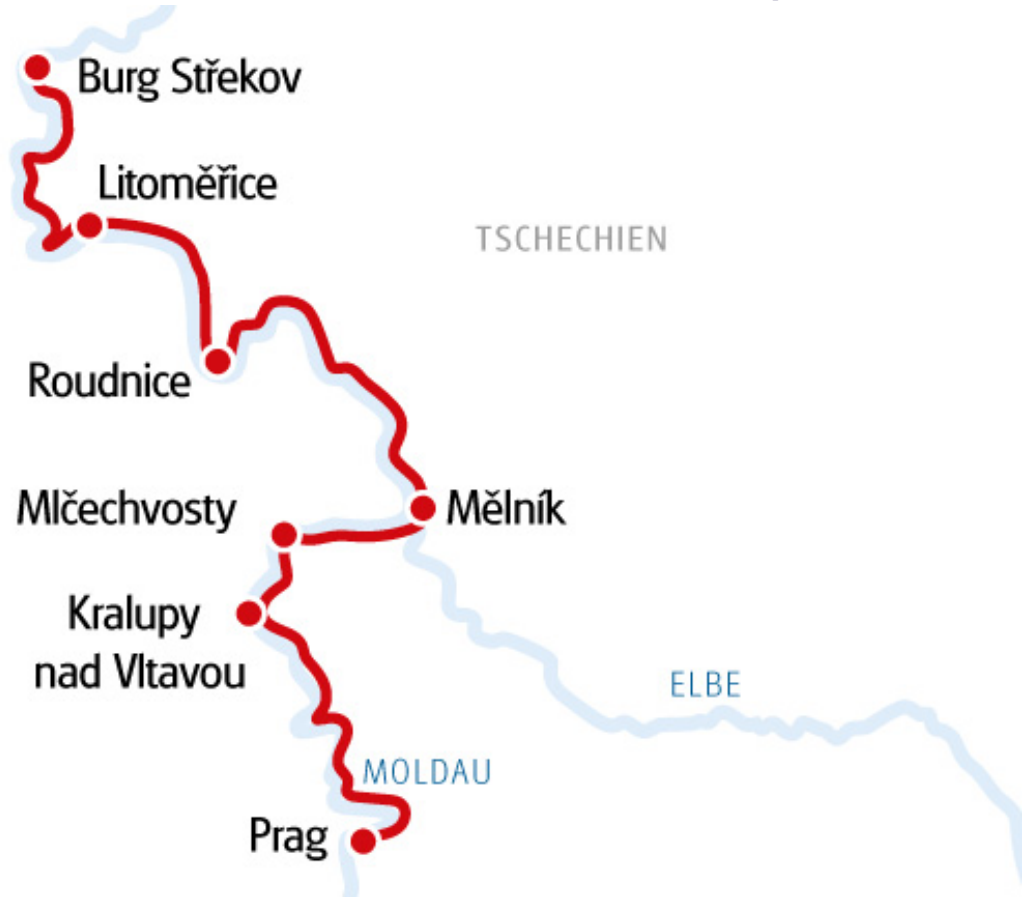 Burg Střekov
Litoměřice
TSCHECHIEN
Roudnice
Mlčechvosty
Mělník
Kralupy
nad Vltavou
ELBE
MOLDAU
Prag